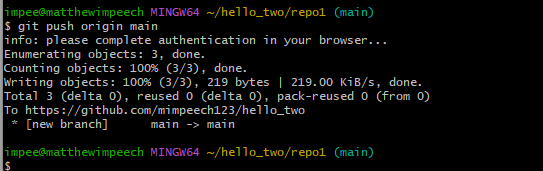 impee@matthewimpeech MINGW64 ~/hello_two/repo1 (main)
$ git push origin main
info: please complete authentication in your browser...
Enumerating objects: 3, done.
Counting objects: 100% (3/3), done.
Writing objects: 100% (3/3), 219 bytes | 219.00 KiB/s, done.
Total 3 (delta 0), reused 0 (delta 0), pack-reused 0 (from 0)
To https://github.com/mimpeech123/hello_two
 * [new branch]      main -> main

impee@matthewimpeech MINGW64 ~/hello_two/repo1 (main)
$